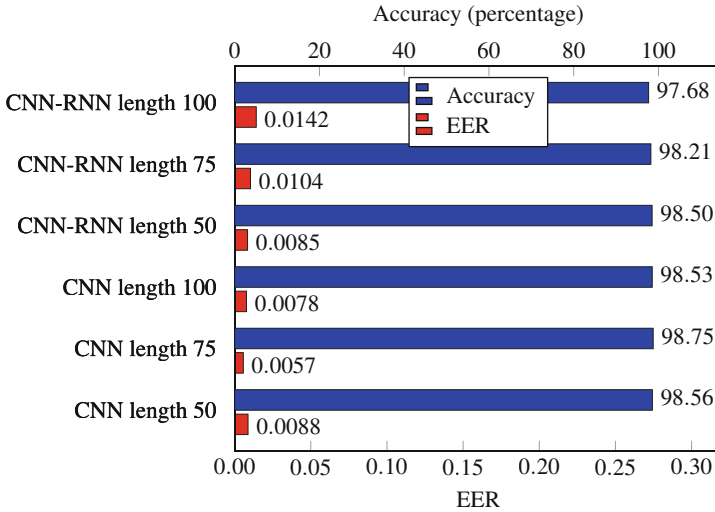 Accuracy (percentage)
0 20 40 60 80 100
CNN-RNN length 100
97.68
0.0142
Accuracy
EER
CNN-RNN length 75
98.21
0.0104
CNN-RNN length 50
98.50
0.0085
CNN length 100
98.53
0.0078
CNN length 75
98.75
0.0057
CNN length 50
98.56
0.0088
0.00 0.05 0.10 0.15 0.20 0.25 0.30
EER